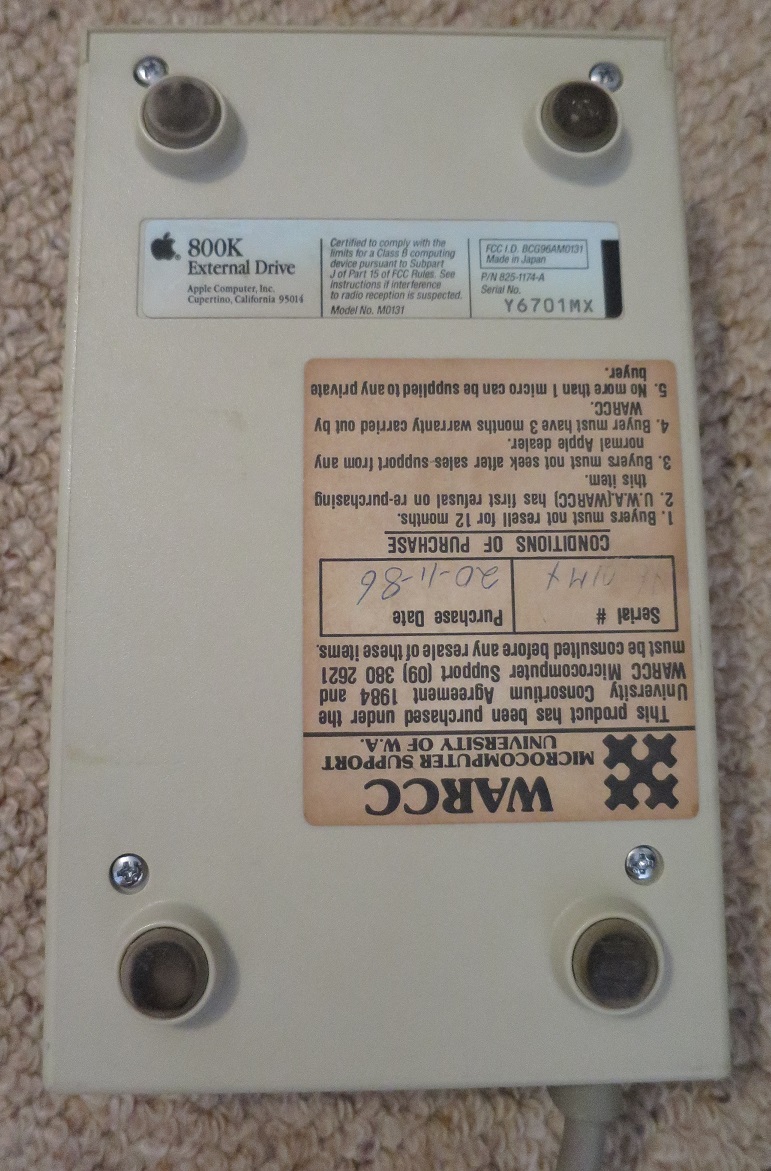 800K
External Drive
Apple Computer, Inc.
Cupertino, California 95014
Certified to comply with the
limits for a Class B computing
device pursuant to Subpart
J of Part 15 of FCC Rules. See
instructions if interference
to radio reception is suspected.
Model No. M0131
FCC I.D. BCG96AM0131
Made in Japan
P/N 825-1174-A
Serial No.
Y6701MX
WARCC
MICROCOMPUTER SUPPORT
UNIVERSITY OF W.A.
This product has been purchased under the
University Consortium Agreement 1984 and
WARCC Microcomputer Support (09) 380 2621
must be consulted before any resale of these items.
Serial #
Purchase Date
20-11-86
CONDITIONS OF PURCHASE
1. Buyers must not resell for 12 months.
2. U.W.A.(WARCC) has first refusal on re-purchasing
this item.
3. Buyers must not seek after sales-support from any
normal Apple dealer.
4. Buyer must have 3 months warranty carried out by
WARCC.
5. No more than 1 micro can be supplied to any private
buyer.